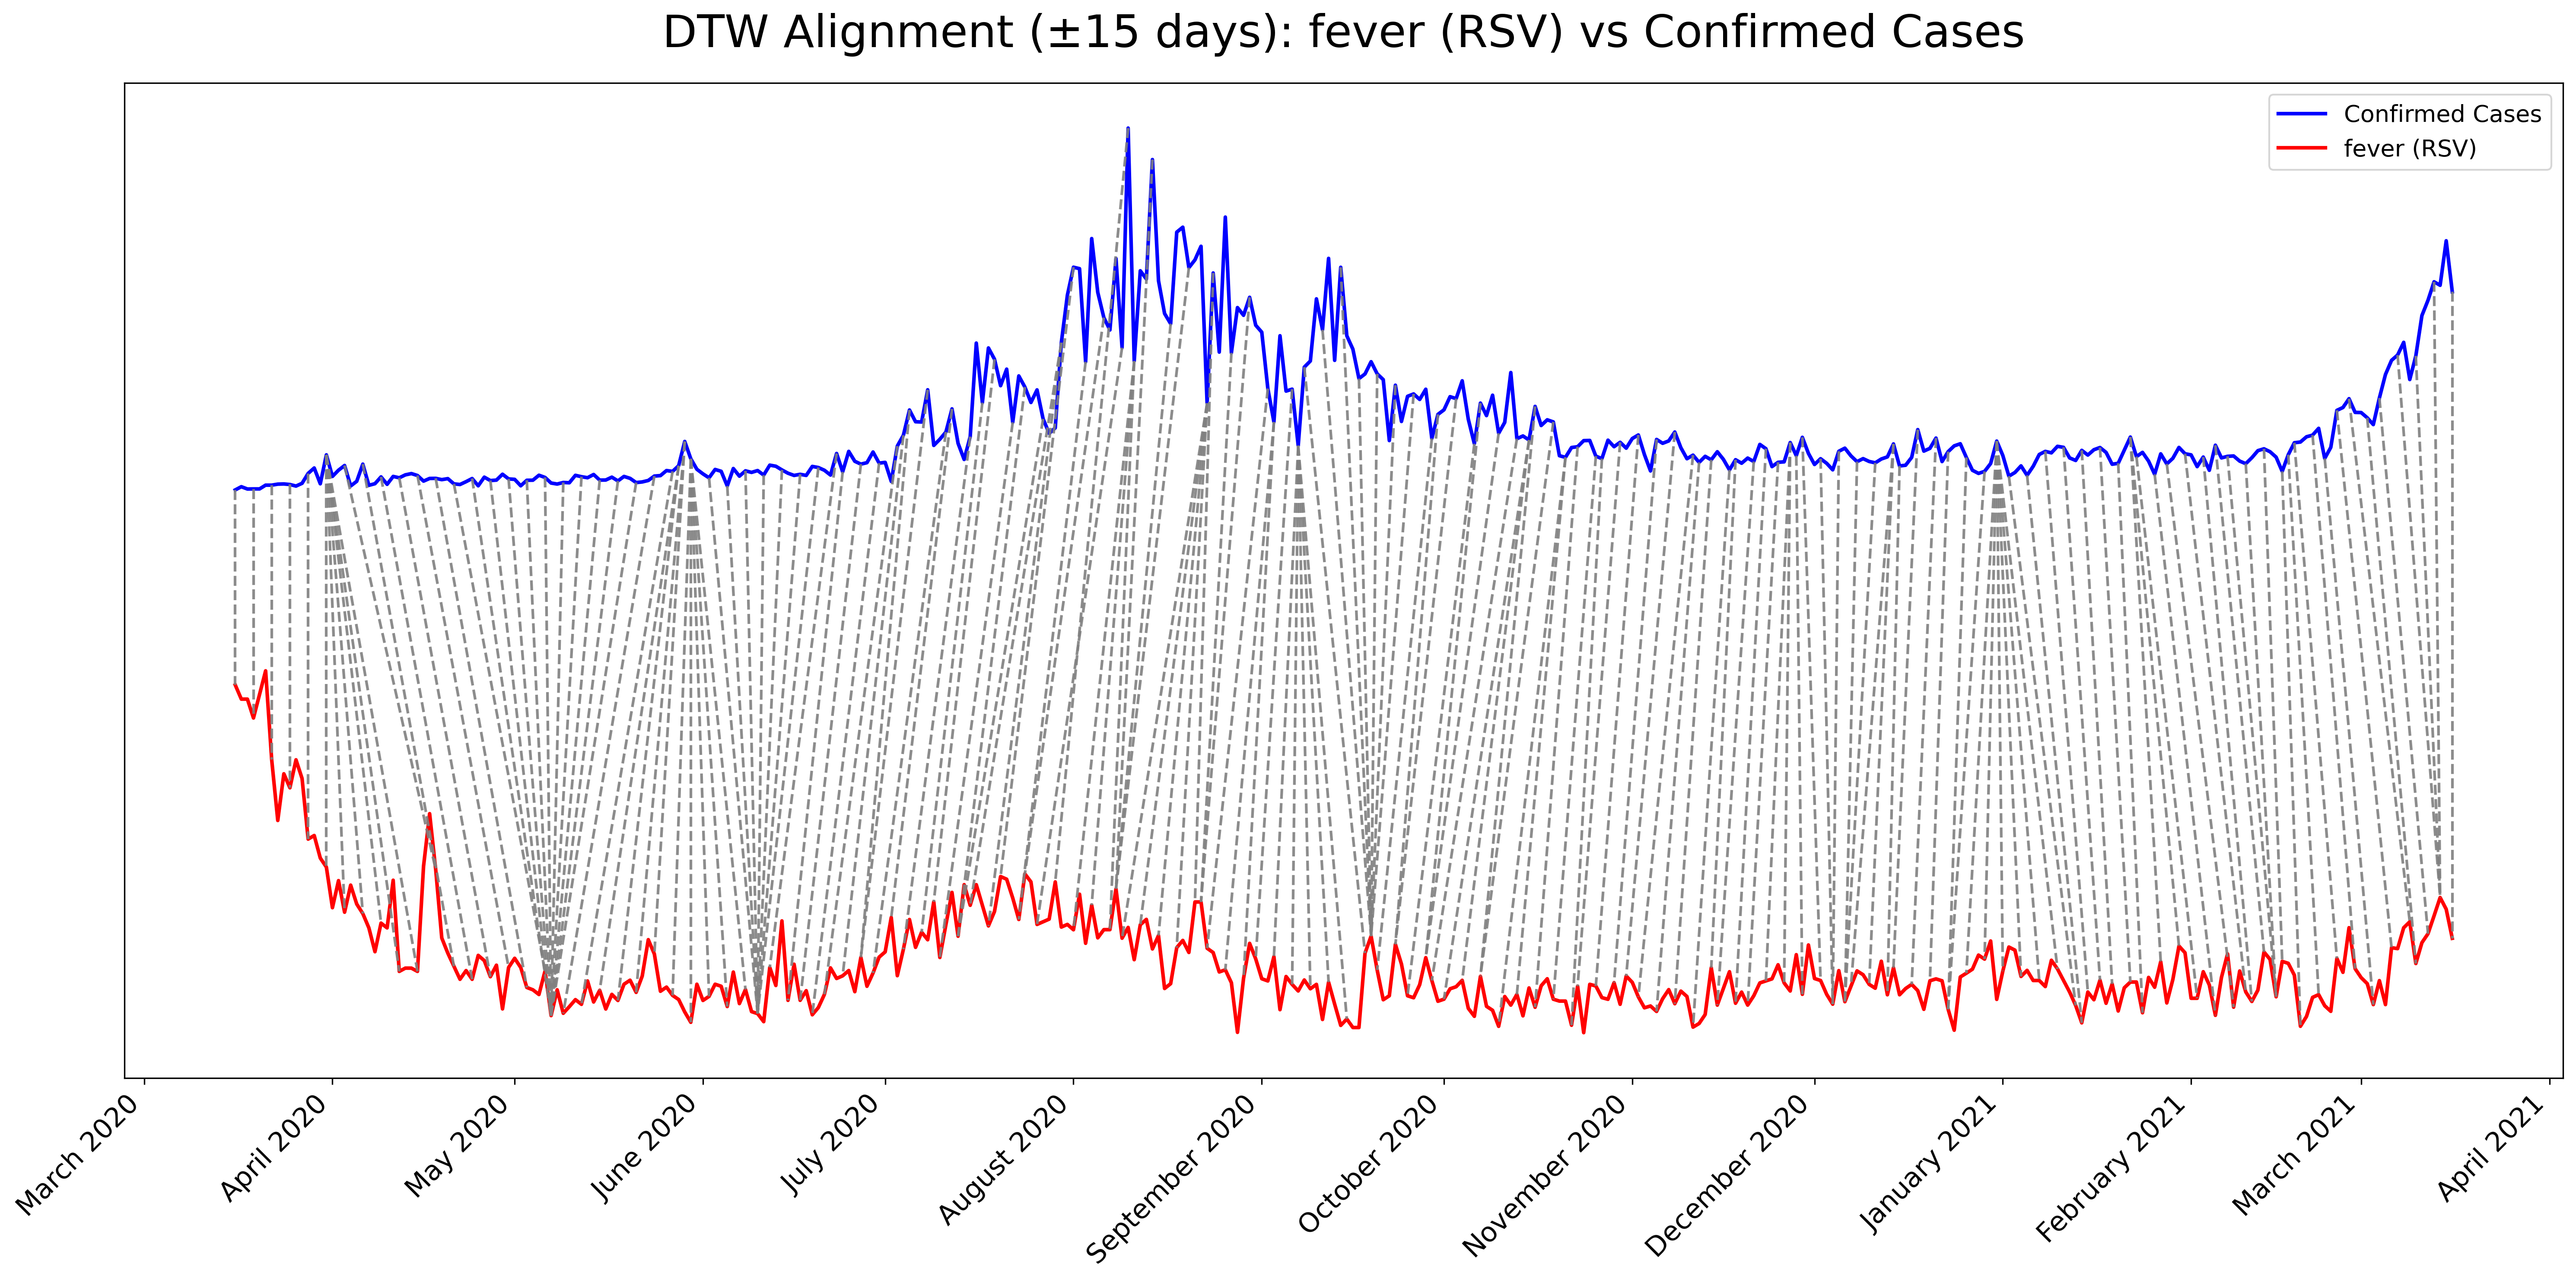 DTW Alignment (±15 days): fever (RSV) vs Confirmed Cases
Confirmed Cases
fever (RSV)
March 2020
April 2020
May 2020
June 2020
July 2020
August 2020
September 2020
October 2020
November 2020
December 2020
January 2021
February 2021
March 2021
April 2021